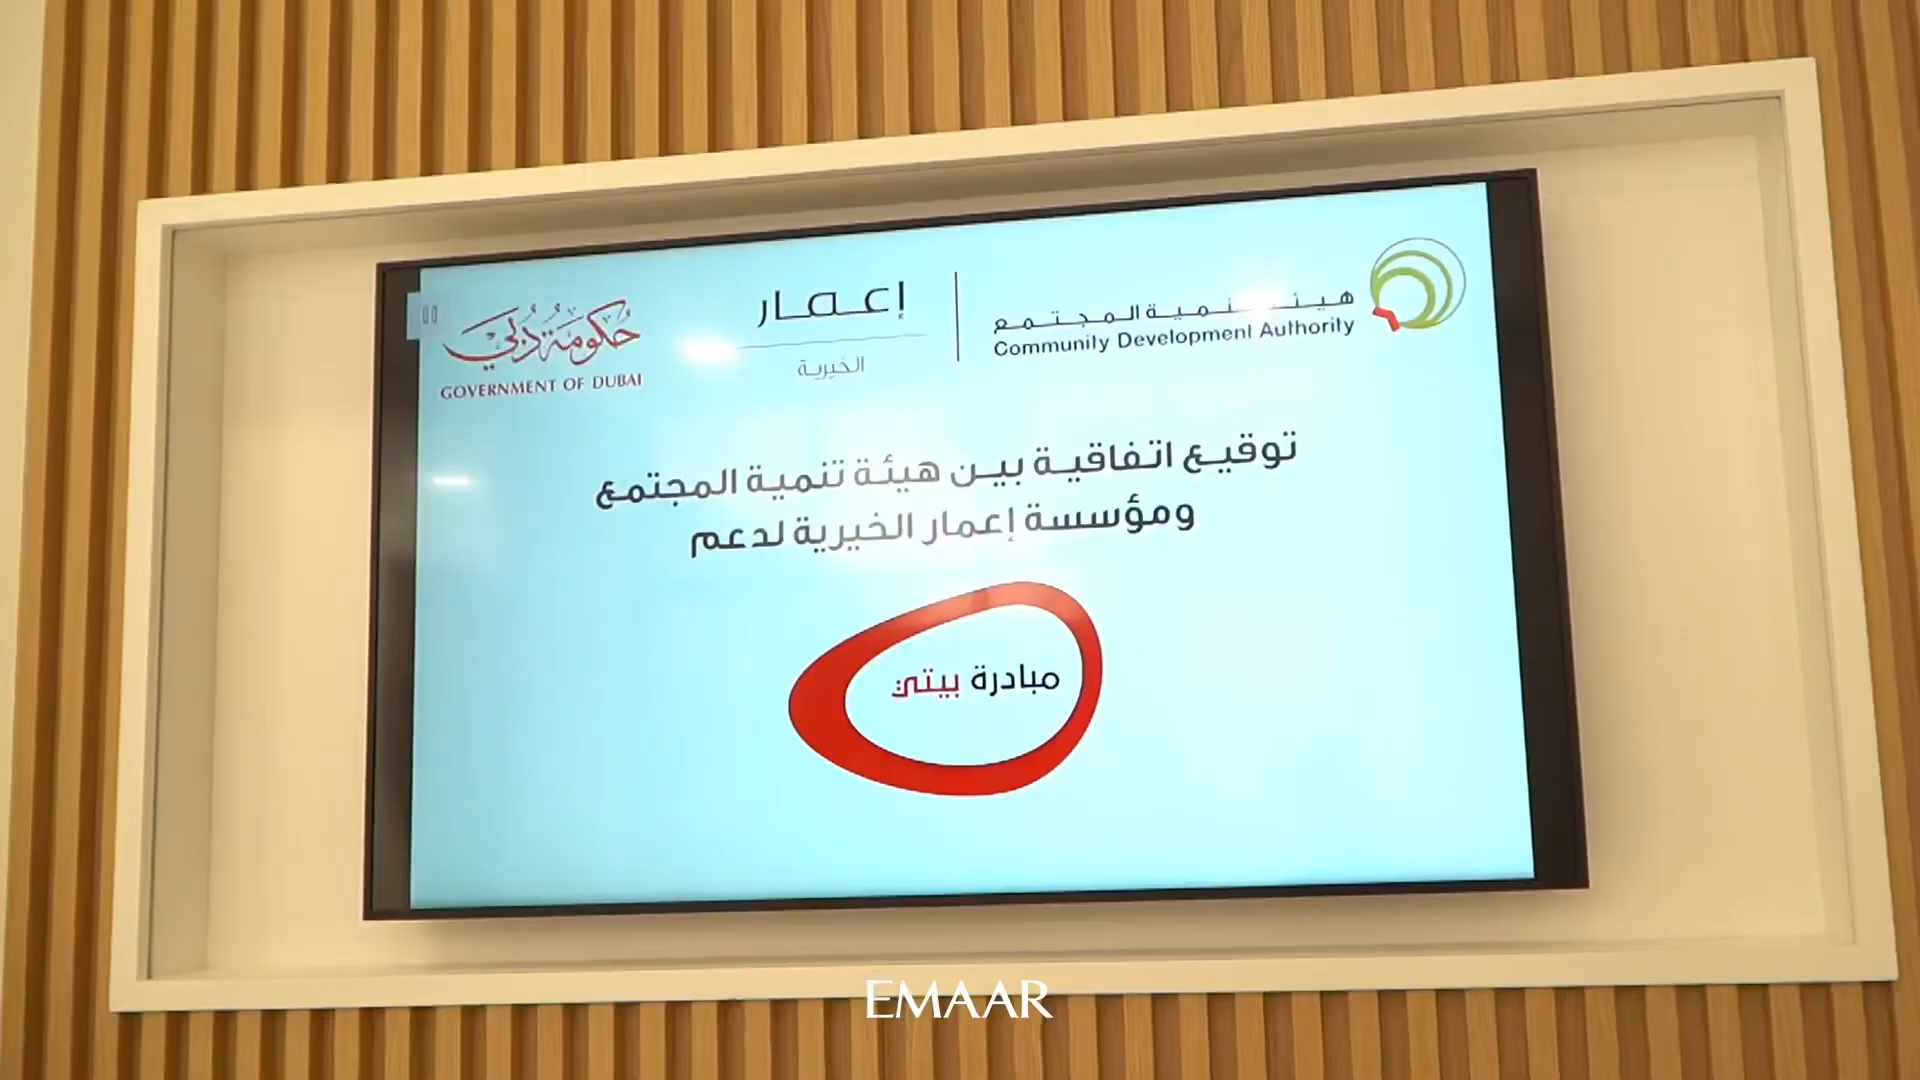 حكومة دبي
GOVERNMENT OF DUBAI
إعمار
الخيرية
هيئة تنمية المجتمع
Community Development Authority
توقيع اتفاقية بين هيئة تنمية المجتمع
ومؤسسة إعمار الخيرية لدعم
مبادرة بيتي
EMAAR